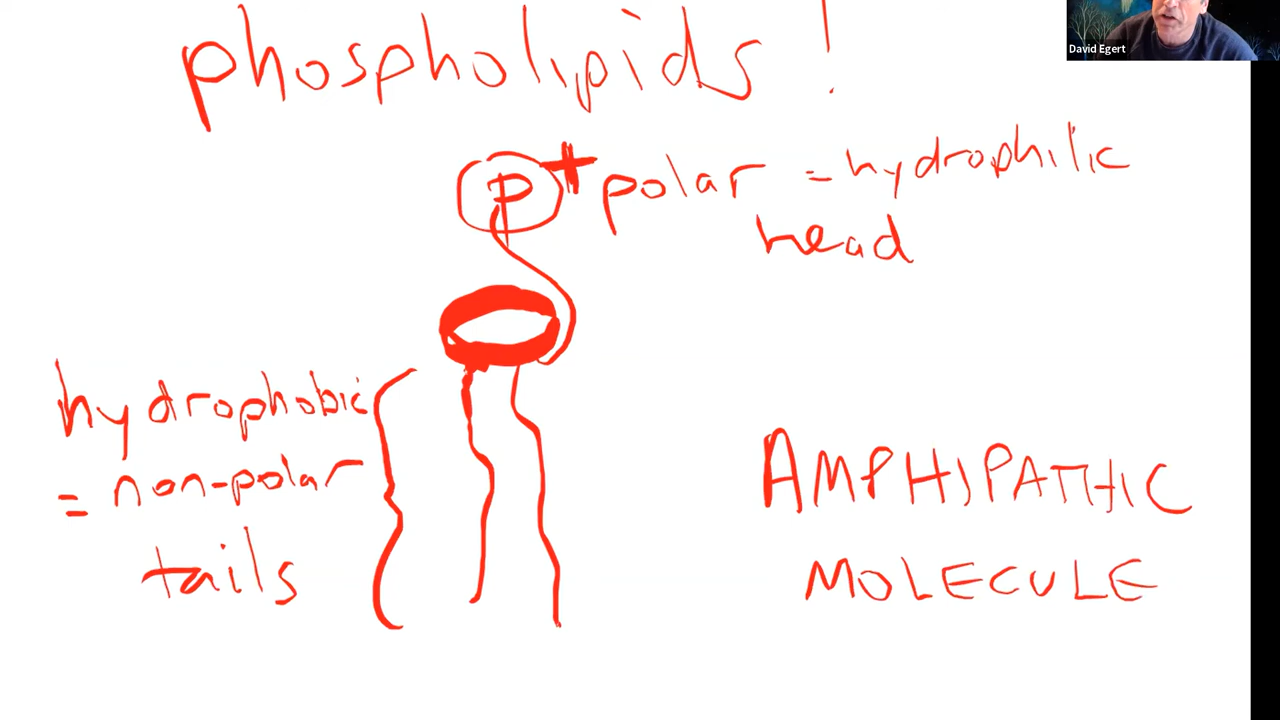 phospholipids!
David Egert
P + polar = hydrophilic
head
hydrophobic
= non-polar
tails
AMPHIPATHIC
MOLECULE